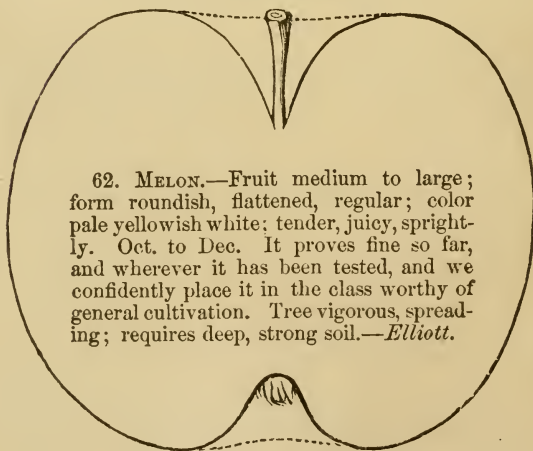 62. MELON.—Fruit medium to large;
form roundish, flattened, regular; color
pale yellowish white; tender, juicy, spright-
ly. Oct. to Dec. It proves fine so far,
and wherever it has been tested, and we
confidently place it in the class worthy of
general cultivation. Tree vigorous, spread-
ing; requires deep, strong soil.—Elliott.